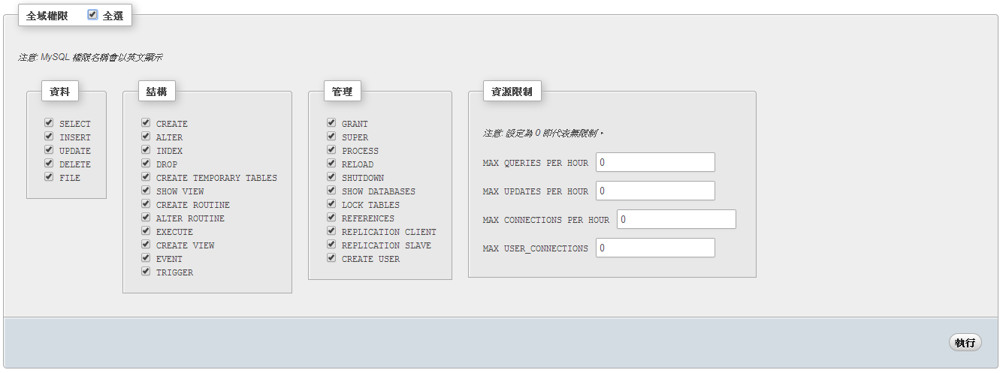 全域權限 全選
注意: MySQL 權限名稱會以英文顯示
資料
SELECT
INSERT
UPDATE
DELETE
FILE
結構
CREATE
ALTER
INDEX
DROP
CREATE TEMPORARY TABLES
SHOW VIEW
CREATE ROUTINE
ALTER ROUTINE
EXECUTE
CREATE VIEW
EVENT
TRIGGER
管理
GRANT
SUPER
PROCESS
RELOAD
SHUTDOWN
SHOW DATABASES
LOCK TABLES
REFERENCES
REPLICATION CLIENT
REPLICATION SLAVE
CREATE USER
資源限制
注意: 設定為 0 即代表無限制。
MAX QUERIES PER HOUR 0
MAX UPDATES PER HOUR 0
MAX CONNECTIONS PER HOUR 0
MAX USER_CONNECTIONS 0
執行